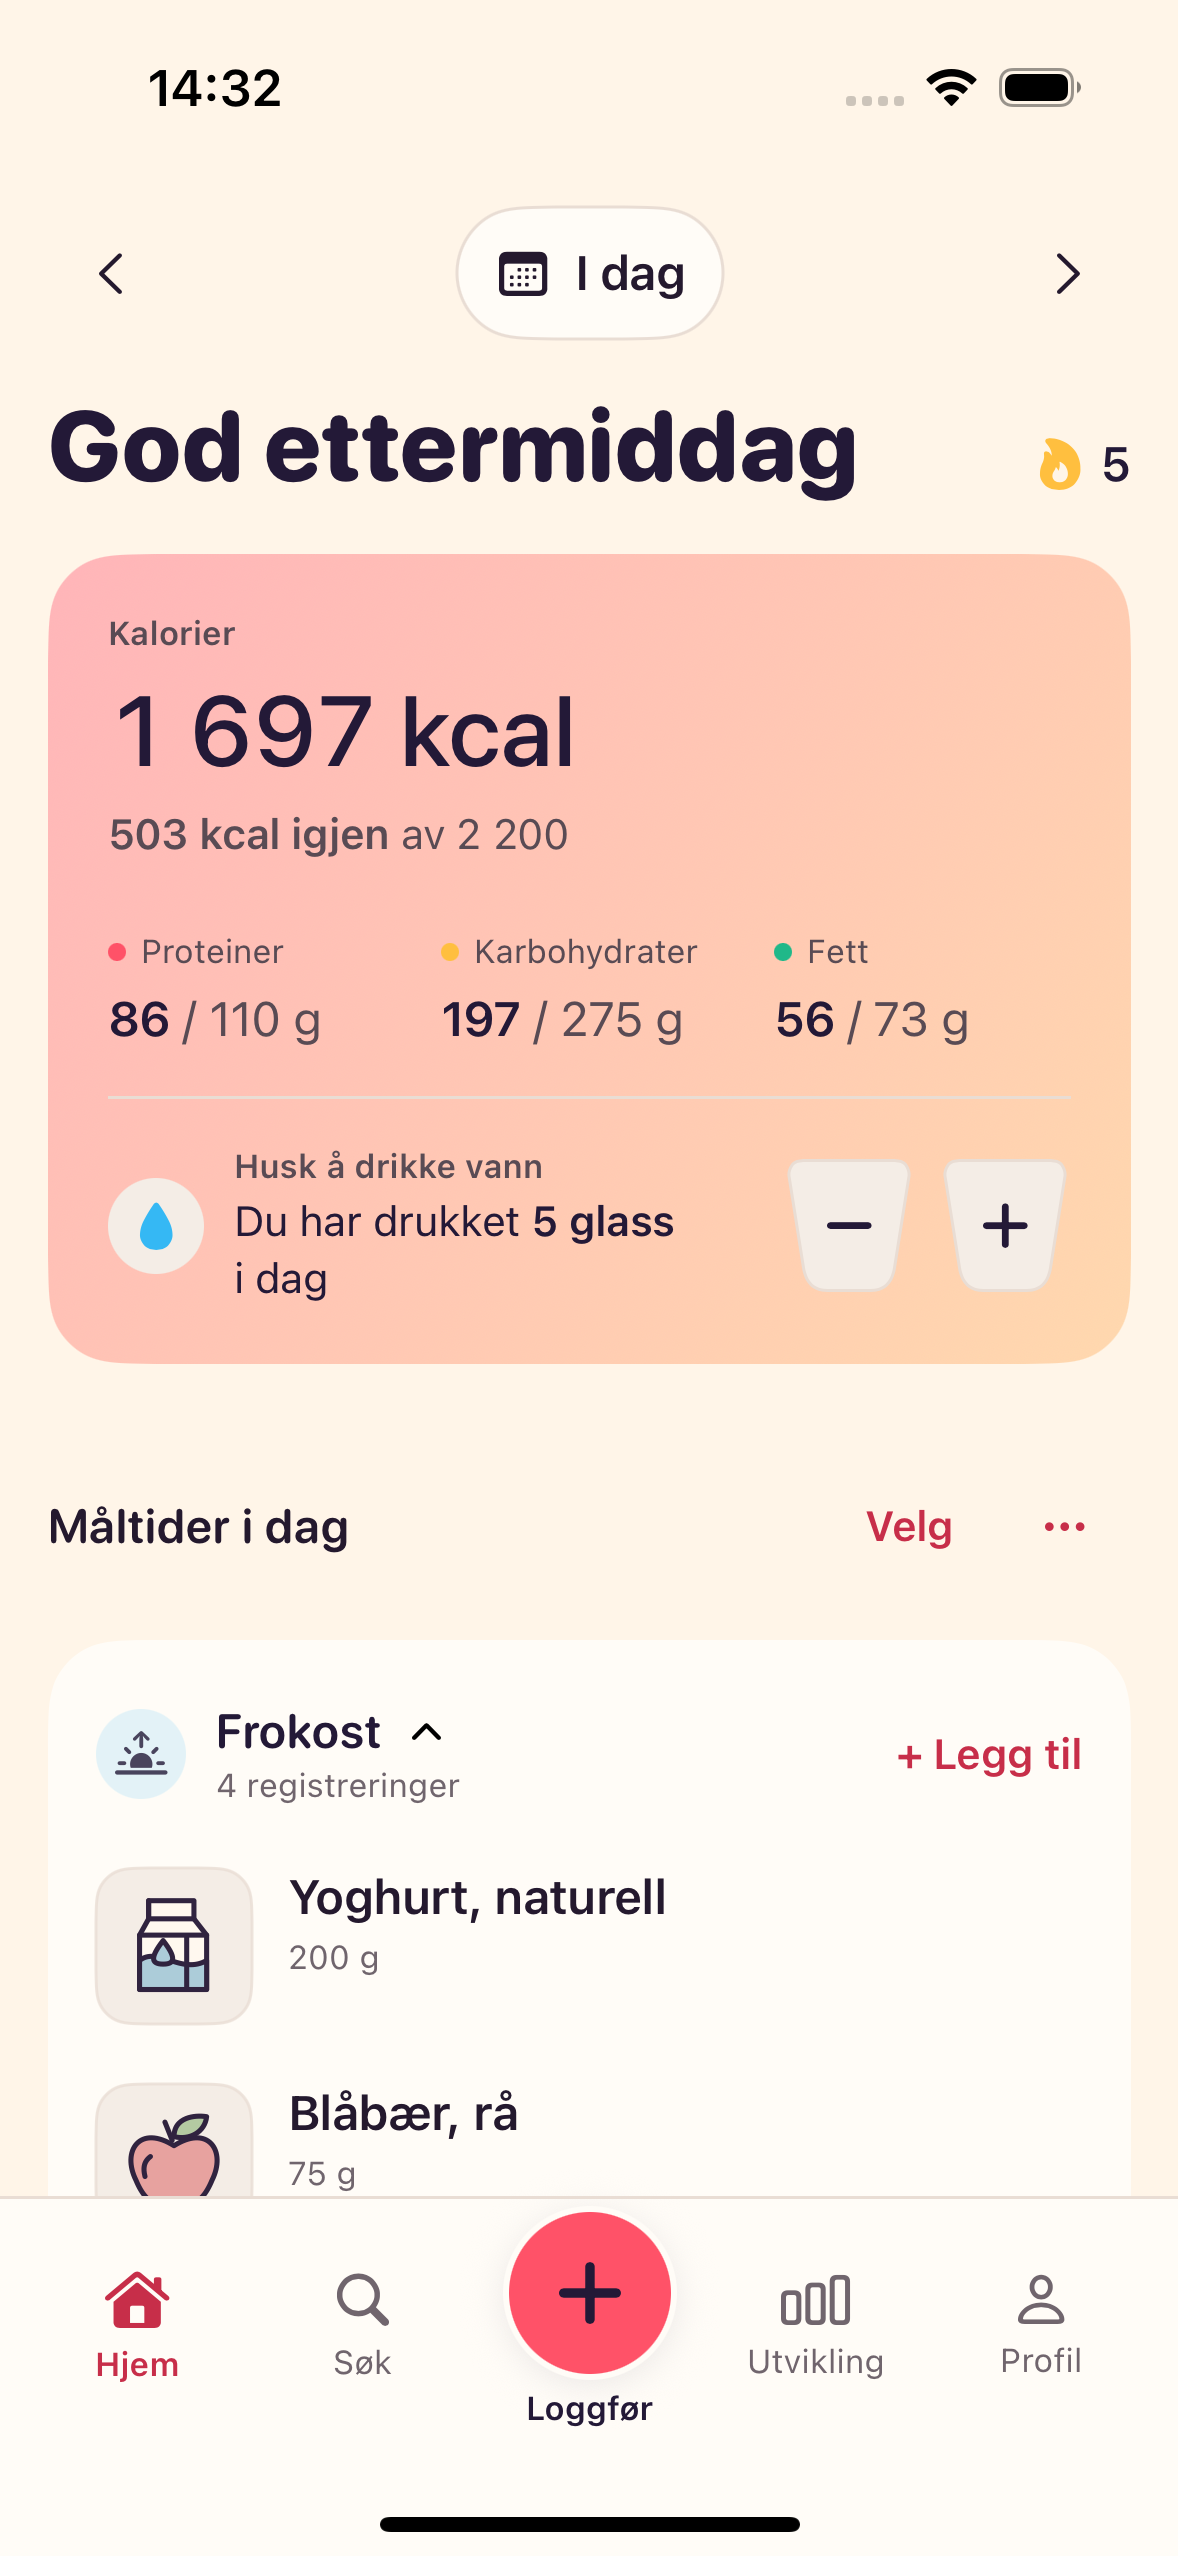 14:32
I dag
God ettermiddag
5
Kalorier
1 697 kcal
503 kcal igjen av 2 200
Proteiner
Karbohydrater
Fett
86 / 110 g
197 / 275 g
56 / 73 g
Husk å drikke vann
Du har drukket 5 glass
i dag
Måltider i dag
Velg
Frokost
4 registreringer
+ Legg til
Yoghurt, naturell
200 g
Blåbær, rå
75 g
Hjem
Søk
Loggfør
Utvikling
Profil